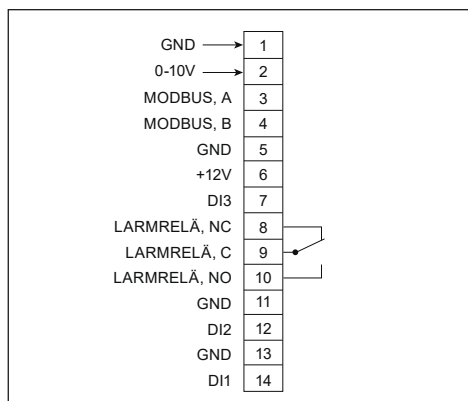 GND 1
0-10V 2
MODBUS, A 3
MODBUS, B 4
GND 5
+12V 6
DI3 7
LARMRELÄ, NC 8
LARMRELÄ, C 9
LARMRELÄ, NO 10
GND 11
DI2 12
GND 13
DI1 14